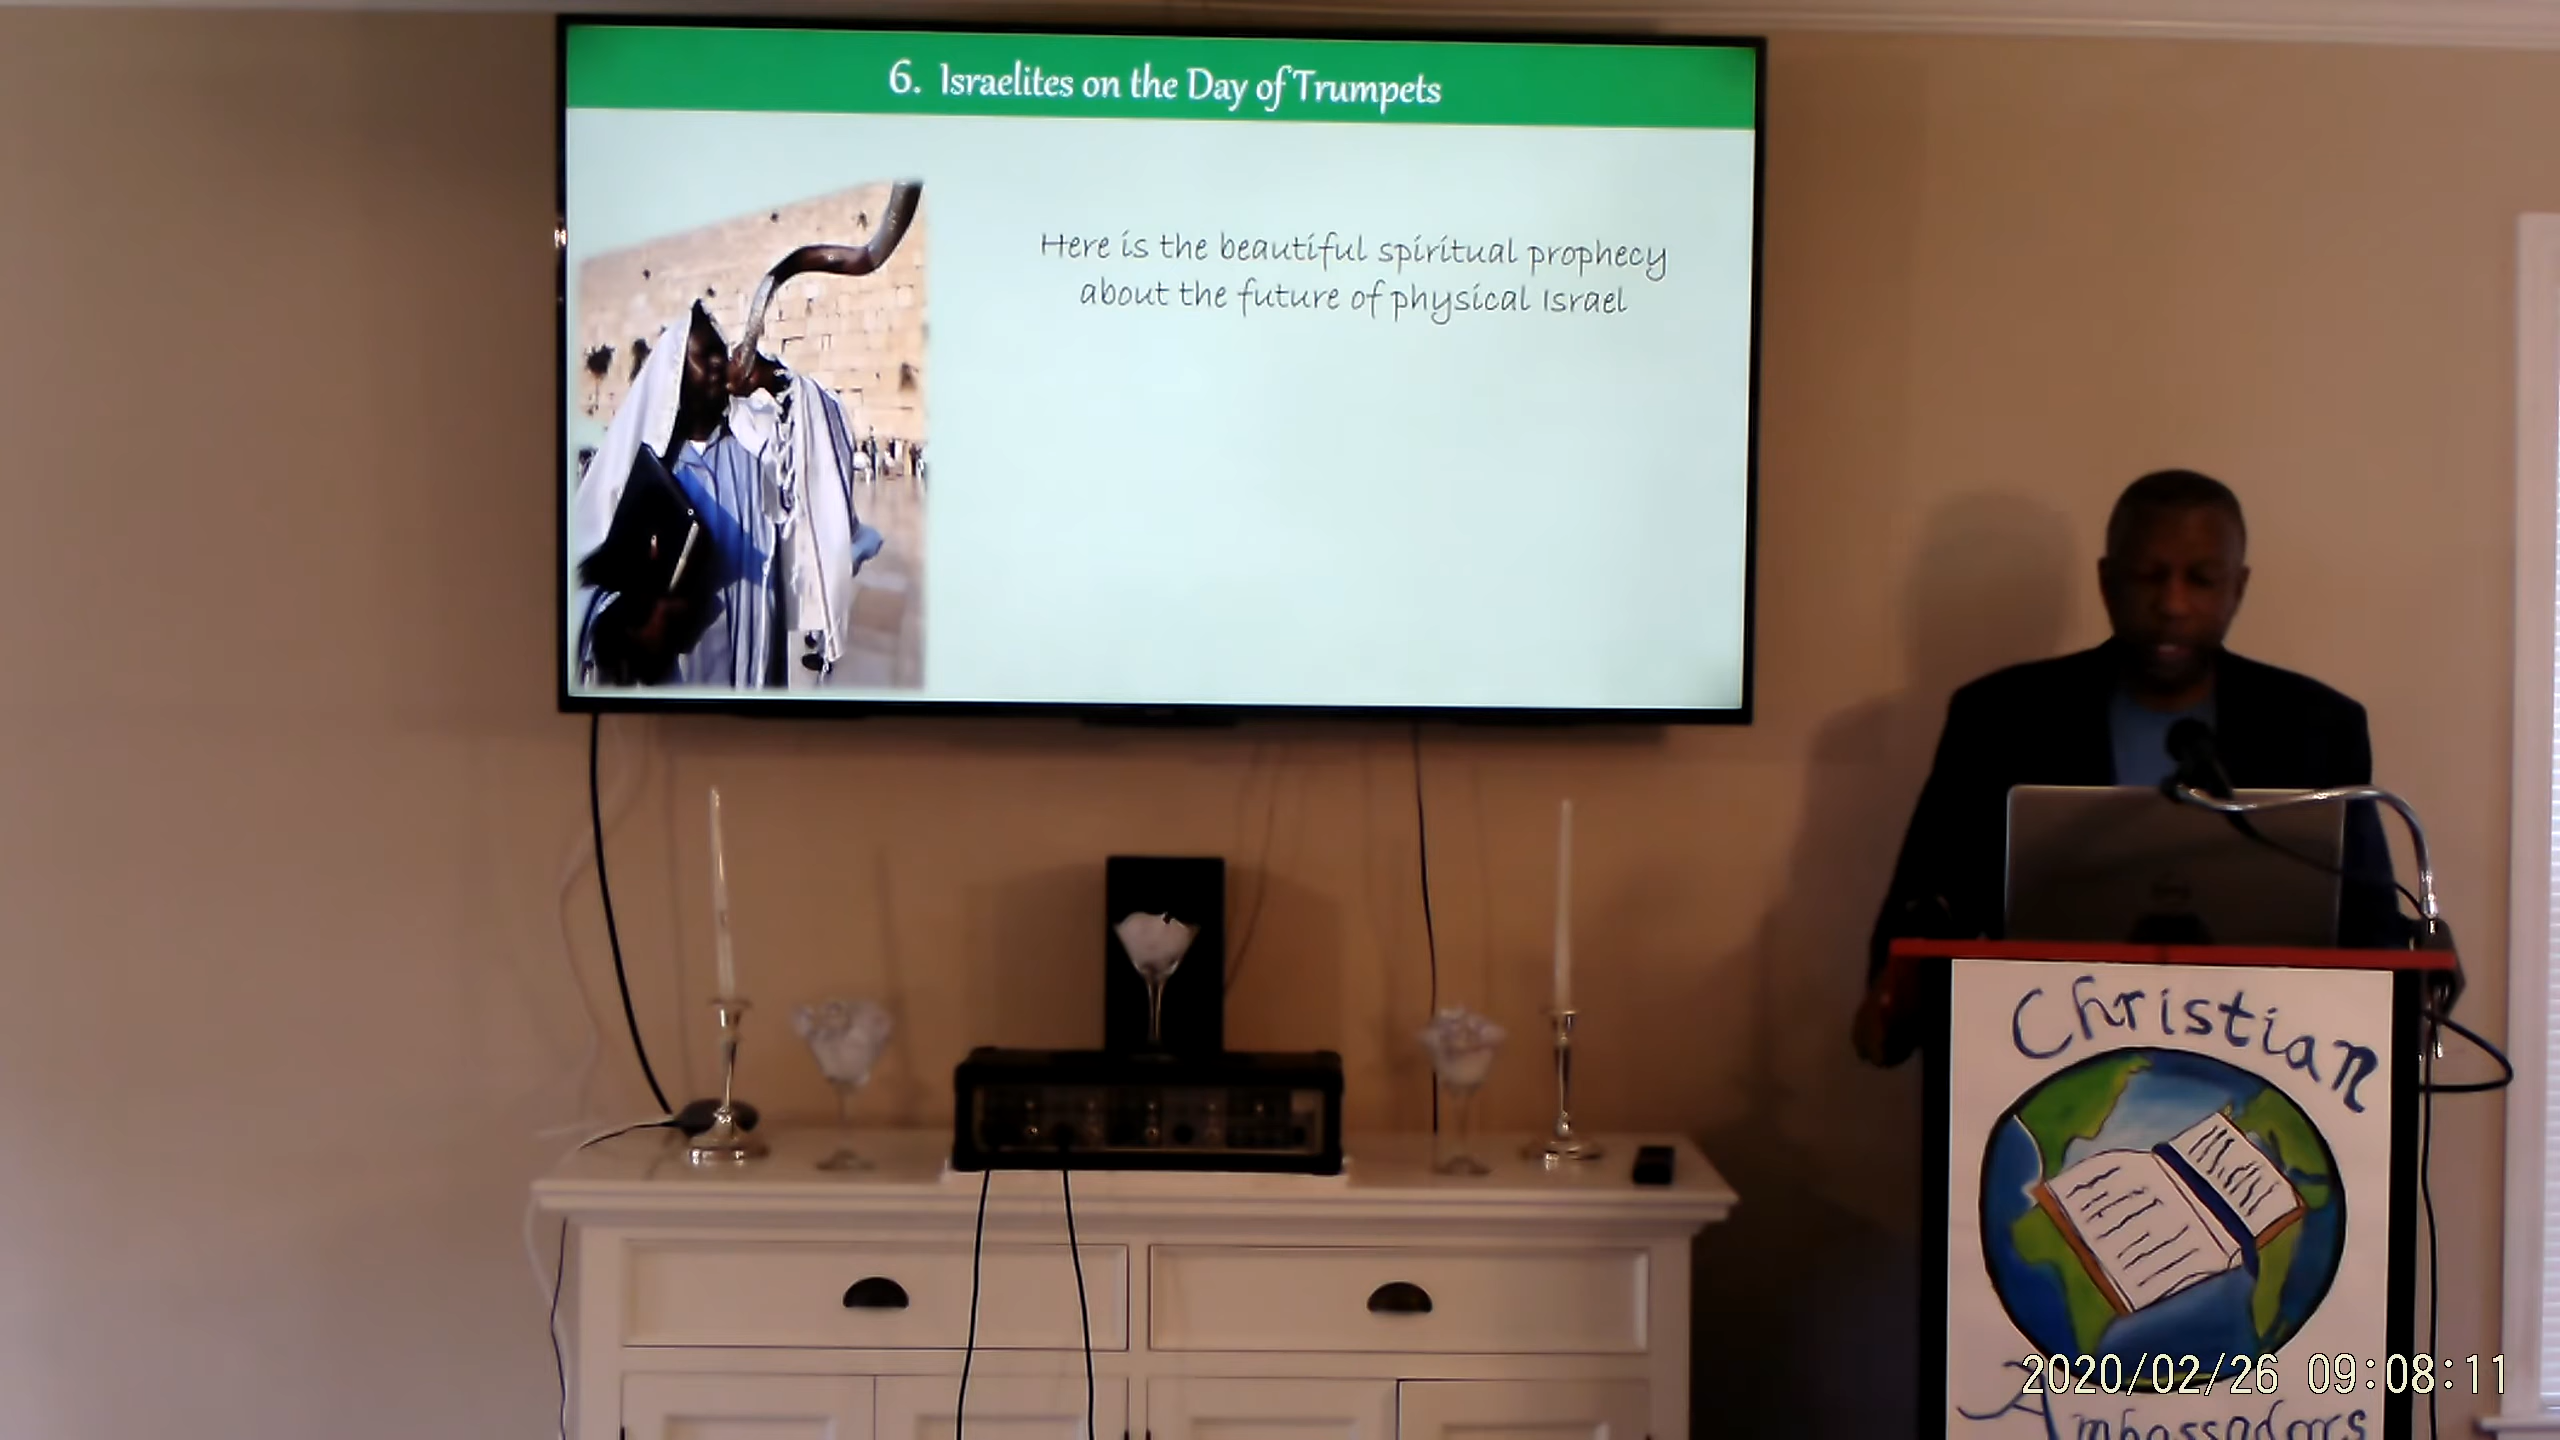 6. Israelites on the Day of Trumpets
Here is the beautiful spiritual prophecy
about the future of physical Israel
Christian
Ambassadors
2020/02/26 09:08:11